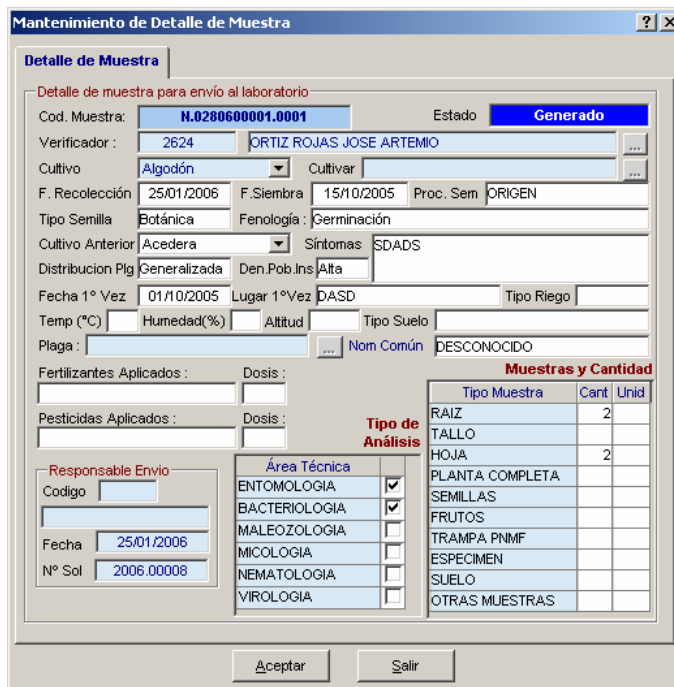 Mantenimiento de Detalle de Muestra ? X
Detalle de Muestra
Detalle de muestra para envío al laboratorio
Cod. Muestra: N.0280600001.0001 Estado Generado
Verificador : 2624 ORTIZ ROJAS JOSE ARTEMIO ...
Cultivo Algodón Cultivar ...
F. Recolección 25/01/2006 F.Siembra 15/10/2005 Proc. Sem ORIGEN
Tipo Semilla Botánica Fenología : Germinación
Cultivo Anterior Acedera Síntomas SDADS
Distribucion Plg Generalizada Den.Pob.Ins Alta
Fecha 1º Vez 01/10/2005 Lugar 1ºVez DASD Tipo Riego
Temp (ºC) Humedad(%) Altitud Tipo Suelo
Plaga : ... Nom Común DESCONOCIDO
Fertilizantes Aplicados : Dosis :
Pesticidas Aplicados : Dosis :
Responsable Envio
Codigo
Fecha 25/01/2006
Nº Sol 2006.00008
Tipo de
Análisis
Área Técnica
ENTOMOLOGIA
BACTERIOLOGIA
MALEOZOLOGIA
MICOLOGIA
NEMATOLOGIA
VIROLOGIA
Muestras y Cantidad
Tipo Muestra Cant Unid
RAIZ 2
TALLO
HOJA 2
PLANTA COMPLETA
SEMILLAS
FRUTOS
TRAMPA PNMF
ESPECIMEN
SUELO
OTRAS MUESTRAS
Aceptar Salir